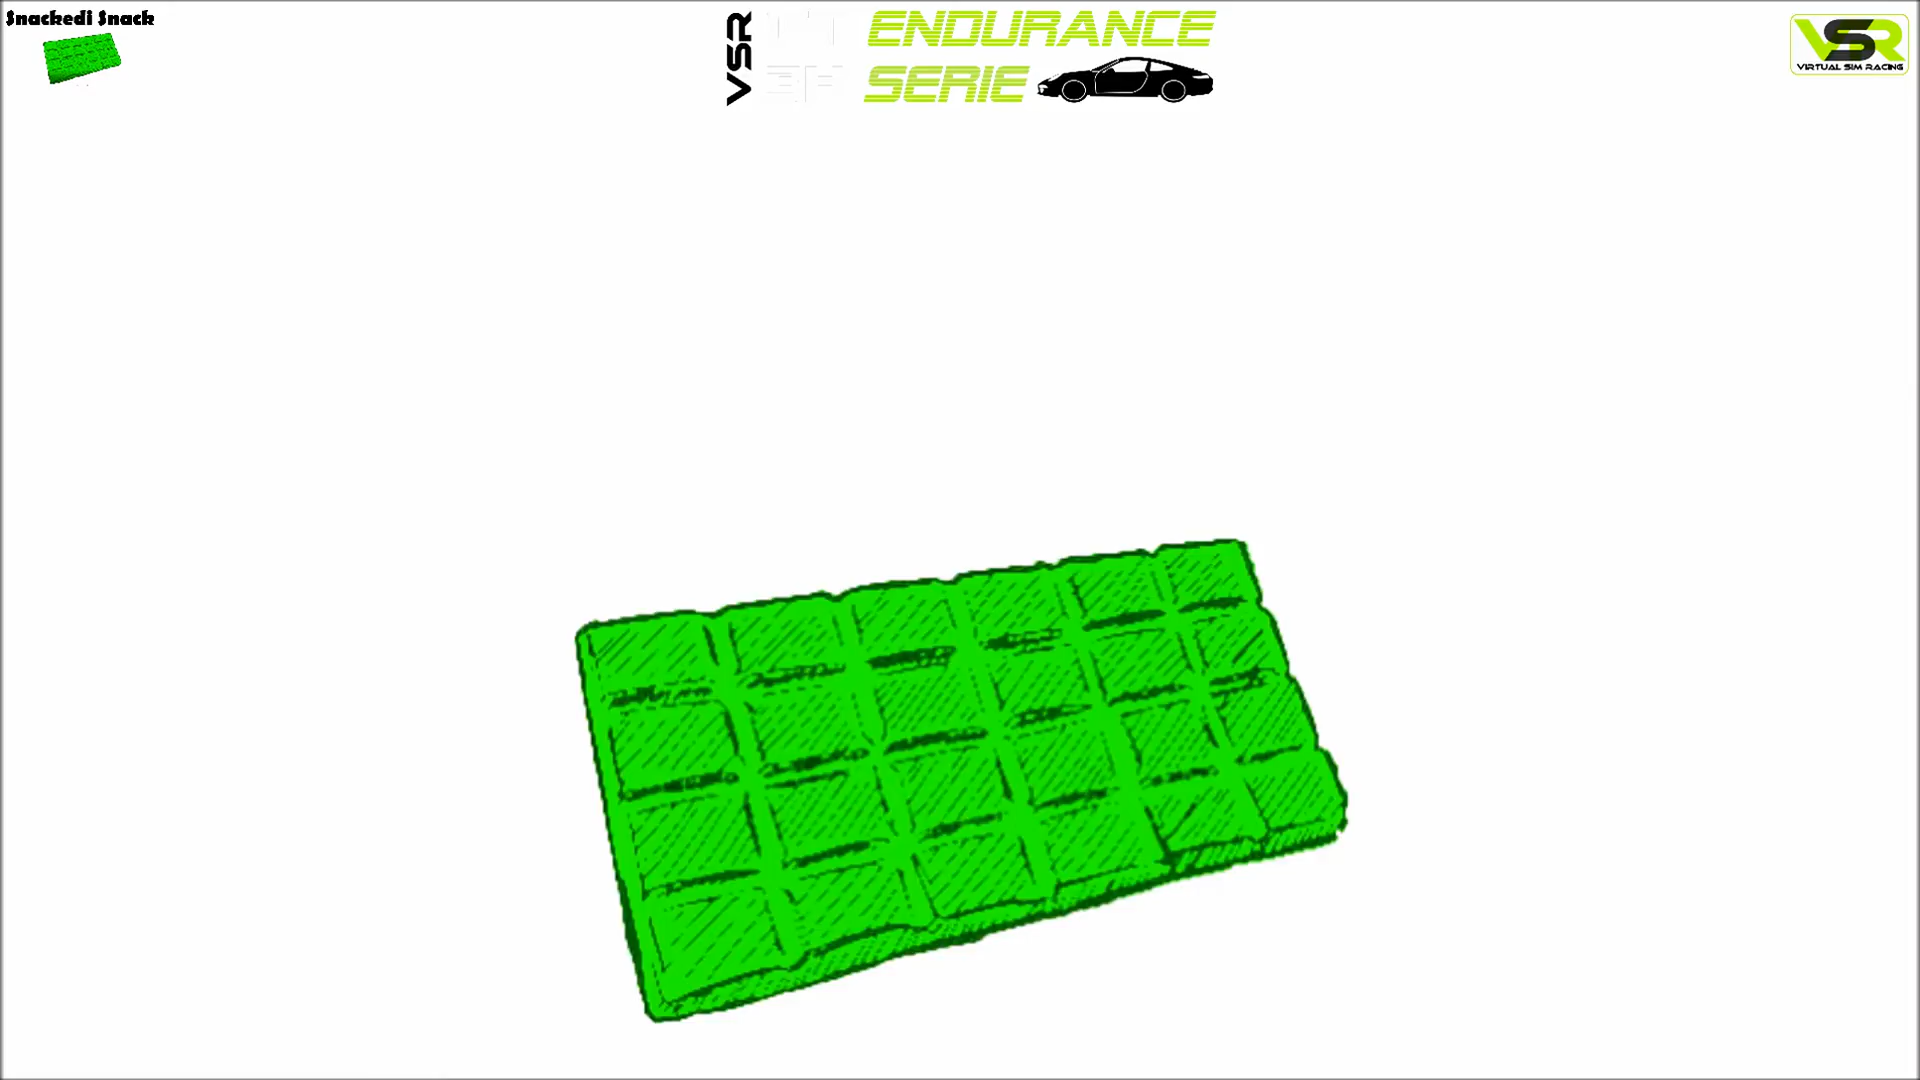 Snackedi Snack
VSR
ENDURANCE
SERIE
VSR
VIRTUAL SIM RACING